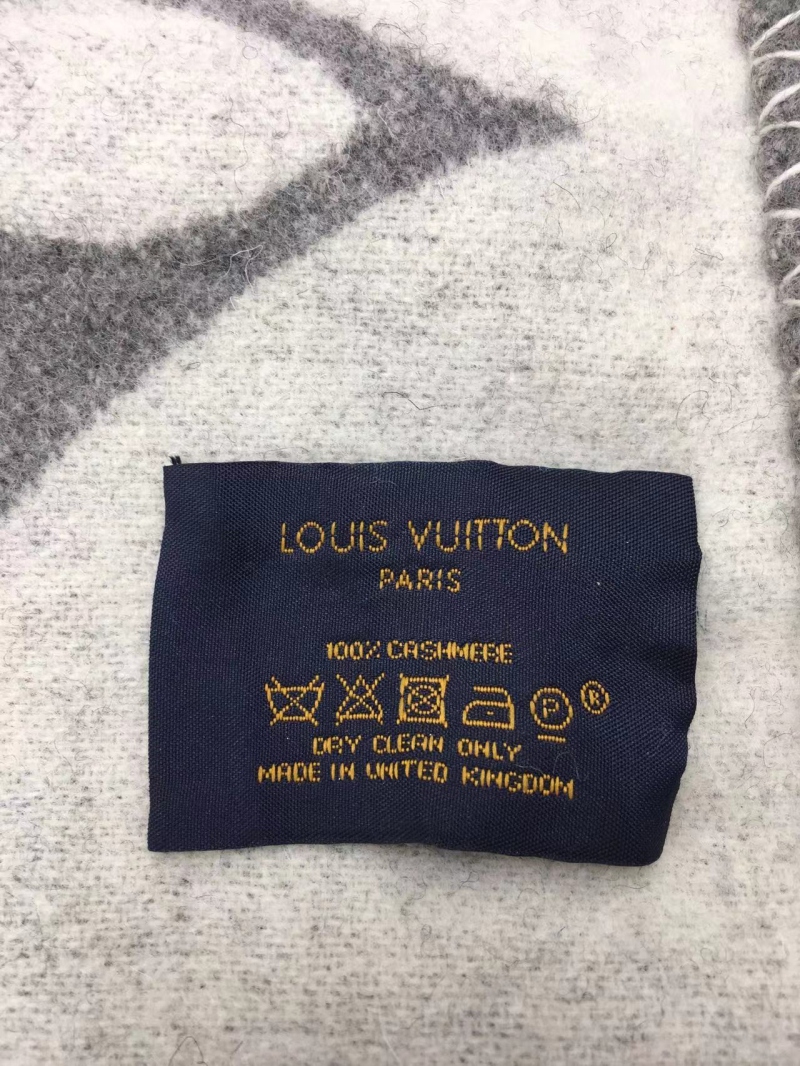 LOUIS VUITTON
PARIS
100% CASHMERE
P ®
DRY CLEAN ONLY
MADE IN UNITED KINGDOM